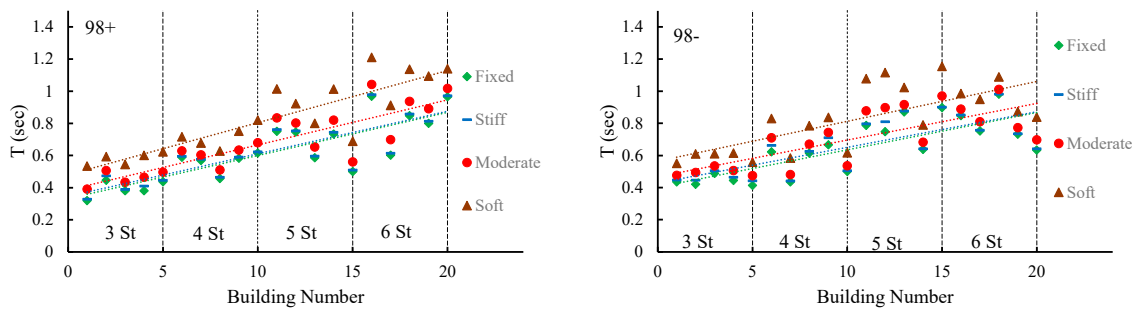 98+
T (sec)
1.4
1.2
1
0.8
0.6
0.4
0.2
0
3 St 4 St 5 St 6 St
0 5 10 15 20
Building Number
Fixed
Stiff
Moderate
Soft
98-
T (sec)
1.4
1.2
1
0.8
0.6
0.4
0.2
0
3 St 4 St 5 St 6 St
0 5 10 15 20
Building Number
Fixed
Stiff
Moderate
Soft